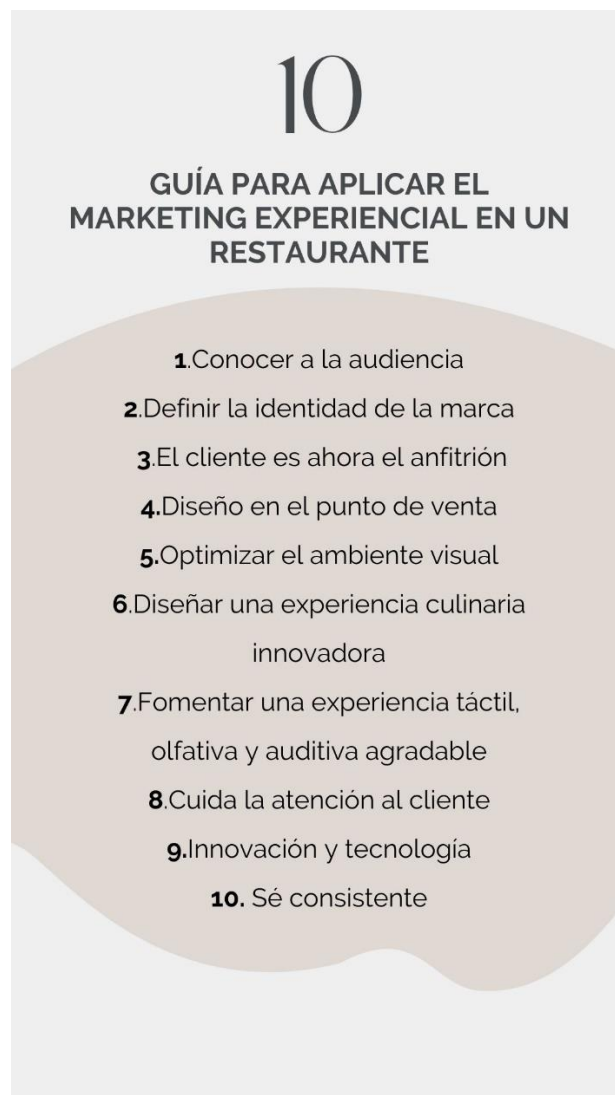 10
GUÍA PARA APLICAR EL
MARKETING EXPERIENCIAL EN UN
RESTAURANTE
1.Conocer a la audiencia
2.Definir la identidad de la marca
3.El cliente es ahora el anfitrión
4.Diseño en el punto de venta
5.Optimizar el ambiente visual
6.Diseñar una experiencia culinaria
innovadora
7.Fomentar una experiencia táctil,
olfativa y auditiva agradable
8.Cuida la atención al cliente
9.Innovación y tecnología
10. Sé consistente